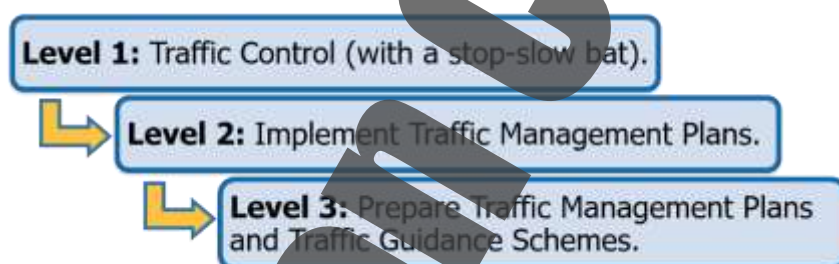 Level 1: Traffic Control (with a stop-slow bat).
Level 2: Implement Traffic Management Plans.
Level 3: Prepare Traffic Management Plans
and Traffic Guidance Schemes.